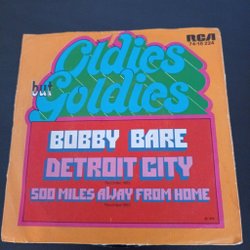 RCA
74-16 224
Oldies
but
Goldies
BOBBY BARE
DETROIT CITY
500 MILES AWAY FROM HOME